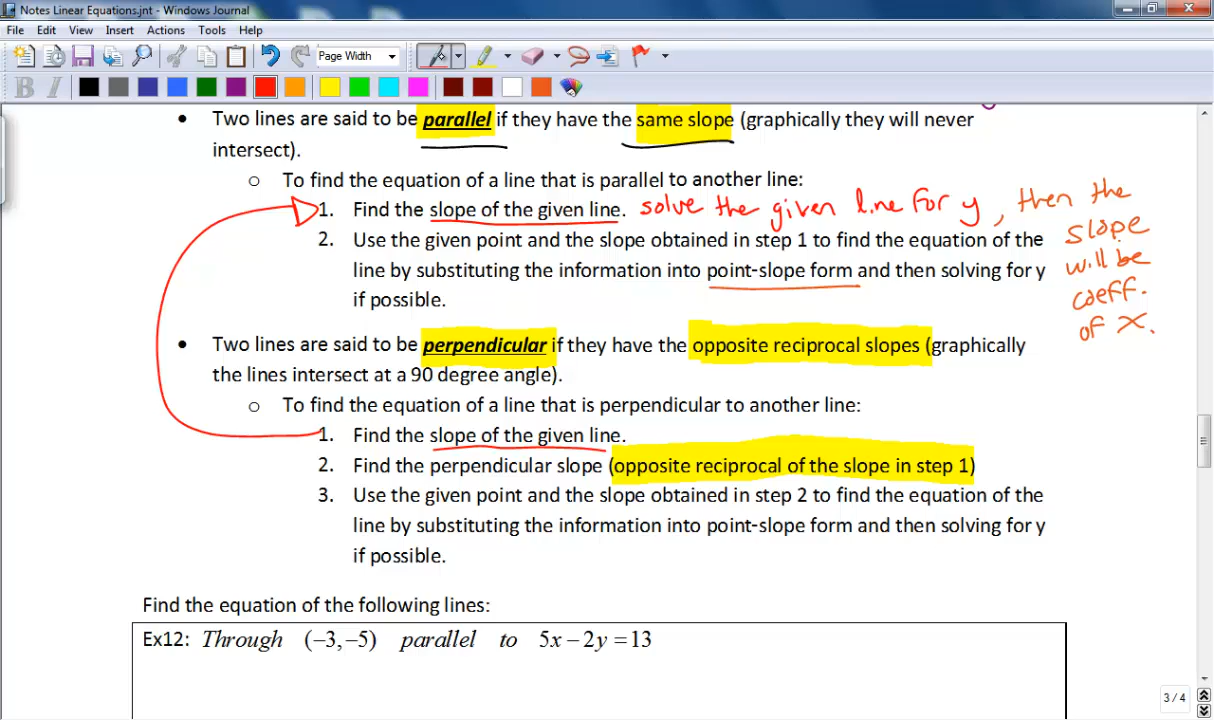 Notes Linear Equations.jnt - Windows Journal
File Edit View Insert Actions Tools Help
Page Width
B I
• Two lines are said to be parallel if they have the same slope (graphically they will never
intersect).
o To find the equation of a line that is parallel to another line:
1. Find the slope of the given line. solve the given line for y, then the
slope
will be
coeff.
of x.
2. Use the given point and the slope obtained in step 1 to find the equation of the
line by substituting the information into point-slope form and then solving for y
if possible.
• Two lines are said to be perpendicular if they have the opposite reciprocal slopes (graphically
the lines intersect at a 90 degree angle).
o To find the equation of a line that is perpendicular to another line:
1. Find the slope of the given line.
2. Find the perpendicular slope (opposite reciprocal of the slope in step 1)
3. Use the given point and the slope obtained in step 2 to find the equation of the
line by substituting the information into point-slope form and then solving for y
if possible.
Find the equation of the following lines:
Ex12: Through (−3,−5) parallel to 5x − 2y = 13
3 / 4